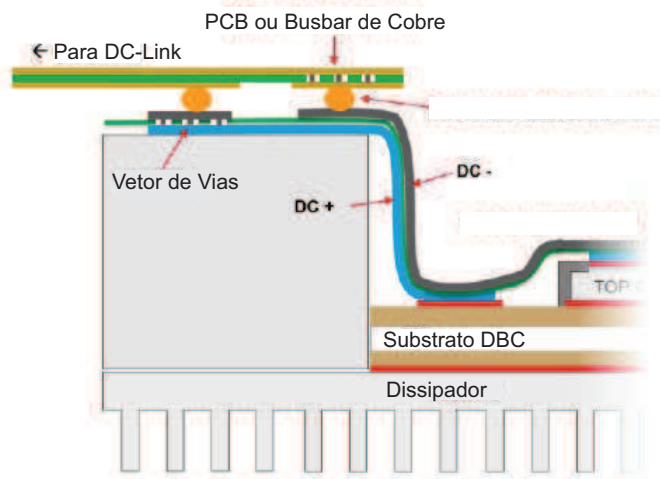 PCB ou Busbar de Cobre
← Para DC-Link
Vetor de Vias
DC -
DC +
TOP
Substrato DBC
Dissipador